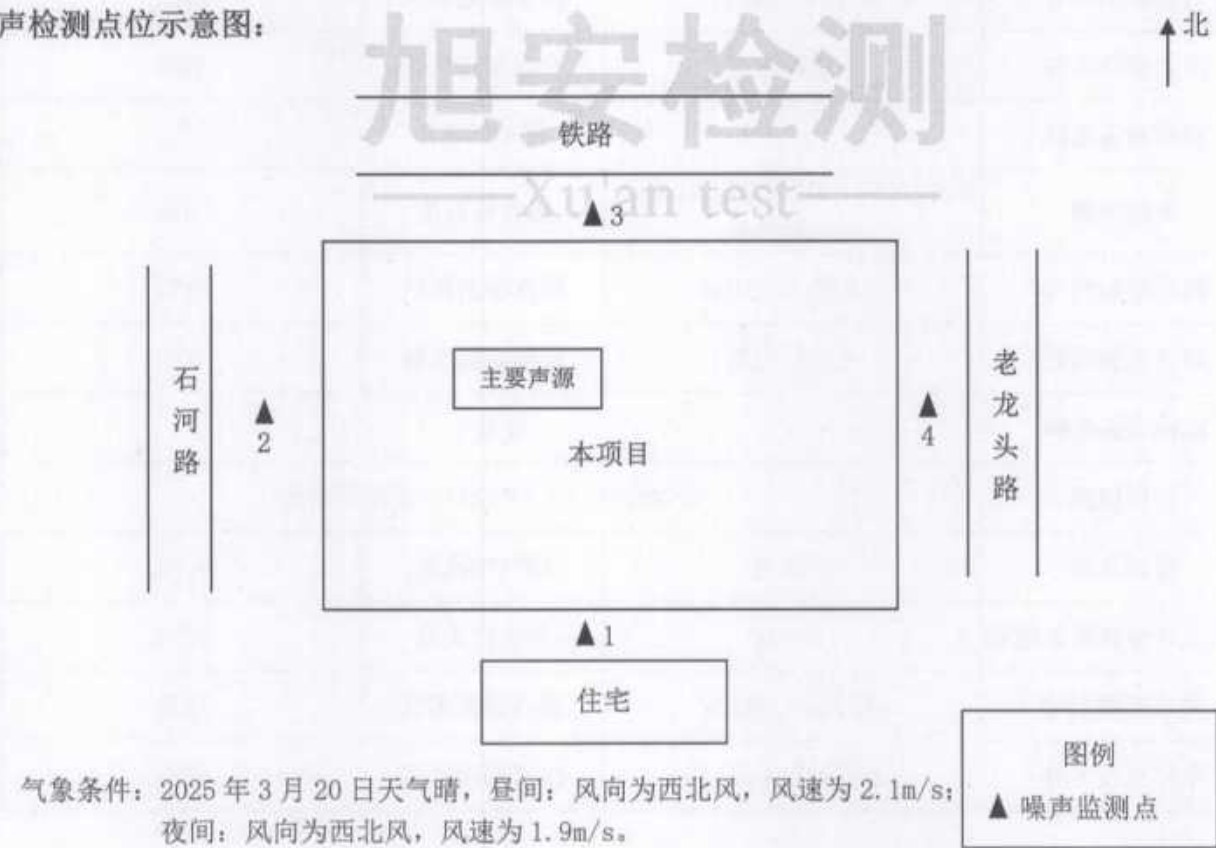 声检测点位示意图：
北
旭安检测
铁路
Xu'an test
▲3
石河路
▲2
主要声源
本项目
▲4
老龙头路
▲1
住宅
图例
▲ 噪声监测点
气象条件：2025 年 3 月 20 日天气晴，昼间：风向为西北风，风速为 2.1m/s；
夜间：风向为西北风，风速为 1.9m/s。